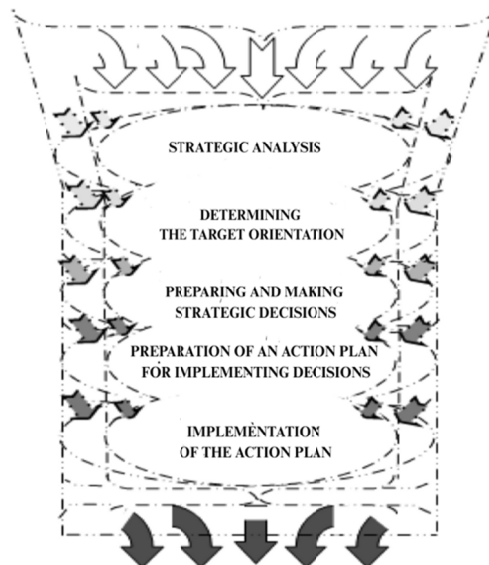 STRATEGIC ANALYSIS
DETERMINING
THE TARGET ORIENTATION
PREPARING AND MAKING
STRATEGIC DECISIONS
PREPARATION OF AN ACTION PLAN
FOR IMPLEMENTING DECISIONS
IMPLEMENTATION
OF THE ACTION PLAN